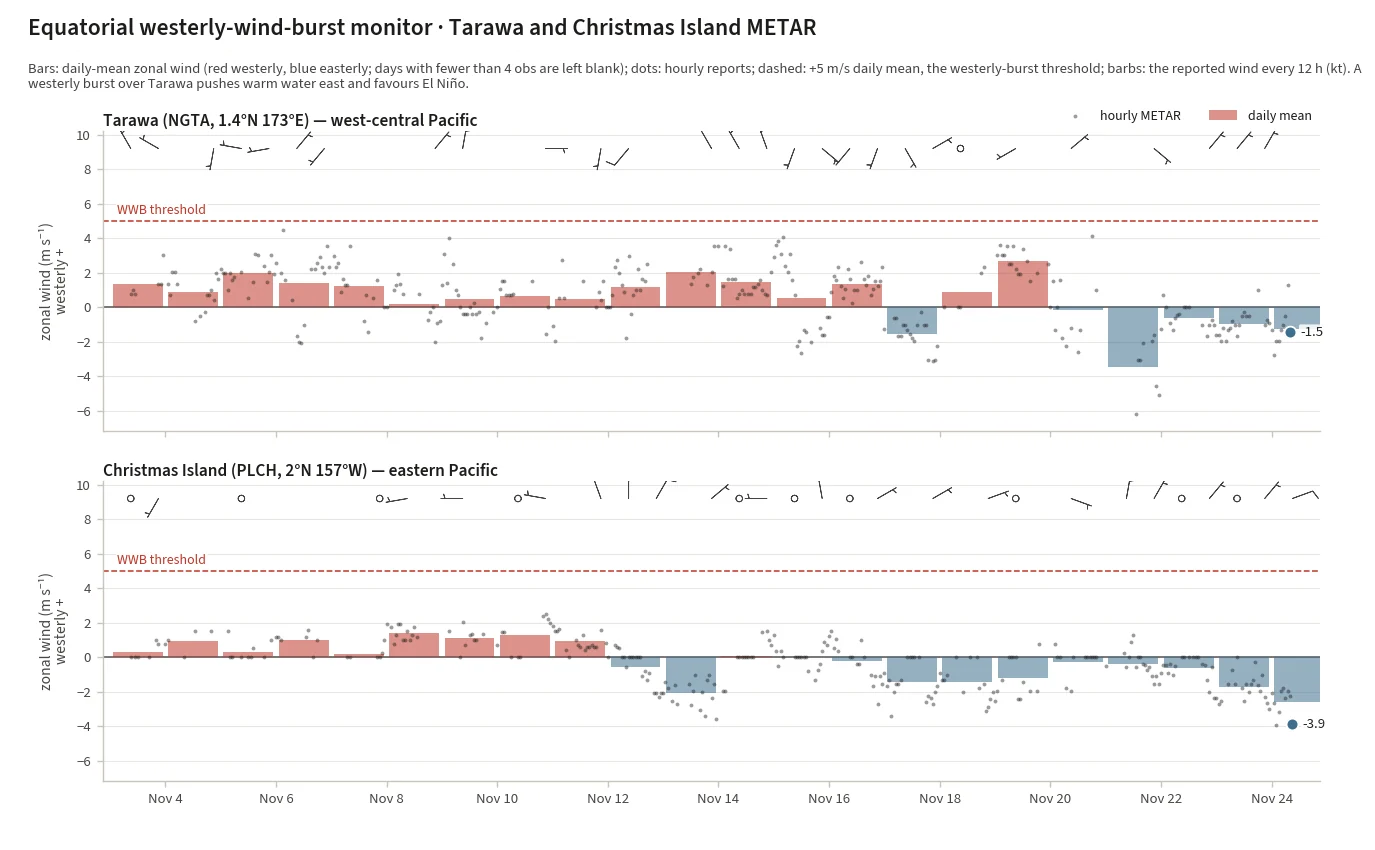 Equatorial westerly-wind-burst monitor · Tarawa and Christmas Island METAR
Bars: daily-mean zonal wind (red westerly, blue easterly; days with fewer than 4 obs are left blank); dots: hourly reports; dashed: +5 m/s daily mean, the westerly-burst threshold; barbs: the reported wind every 12 h (kt). A
westerly burst over Tarawa pushes warm water east and favours El Niño.
Tarawa (NGTA, 1.4°N 173°E) — west-central Pacific
hourly METAR
daily mean
10
8
6
4
2
0
−2
−4
−6
zonal wind (m s⁻¹)
westerly +
WWB threshold
-1.5
Christmas Island (PLCH, 2°N 157°W) — eastern Pacific
10
8
6
4
2
0
−2
−4
−6
zonal wind (m s⁻¹)
westerly +
WWB threshold
-3.9
Nov 4
Nov 6
Nov 8
Nov 10
Nov 12
Nov 14
Nov 16
Nov 18
Nov 20
Nov 22
Nov 24